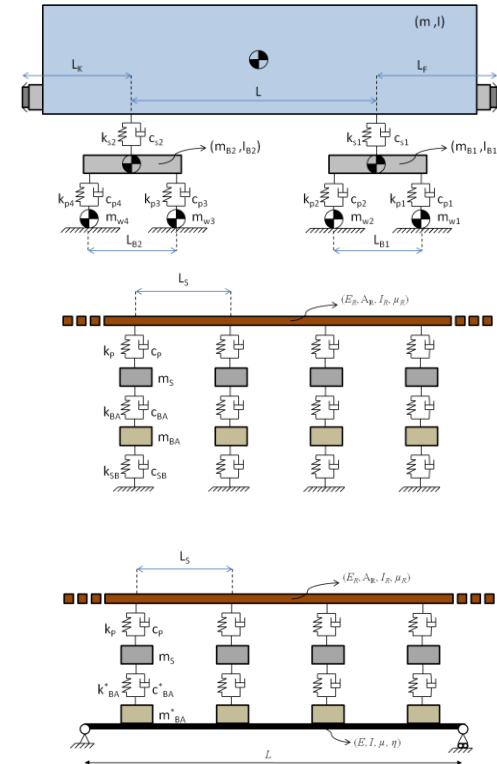 (m ,I)
L_K
L_F
L
k_s2 c_s2
k_s1 c_s1
(m_B2, I_B2)
(m_B1, I_B1)
k_p4 c_p4 k_p3 c_p3
k_p2 c_p2 k_p1 c_p1
m_w4 m_w3 m_w2 m_w1
L_B2 L_B1
L_S
(E_R, A_R, I_R, μ_R)
k_P c_P
m_S
k_BA c_BA
m_BA
k_SB c_SB
L_S
(E_R, A_R, I_R, μ_R)
k_P c_P
m_S
k*_BA c*_BA
m*_BA
(E, I, μ, η)
L